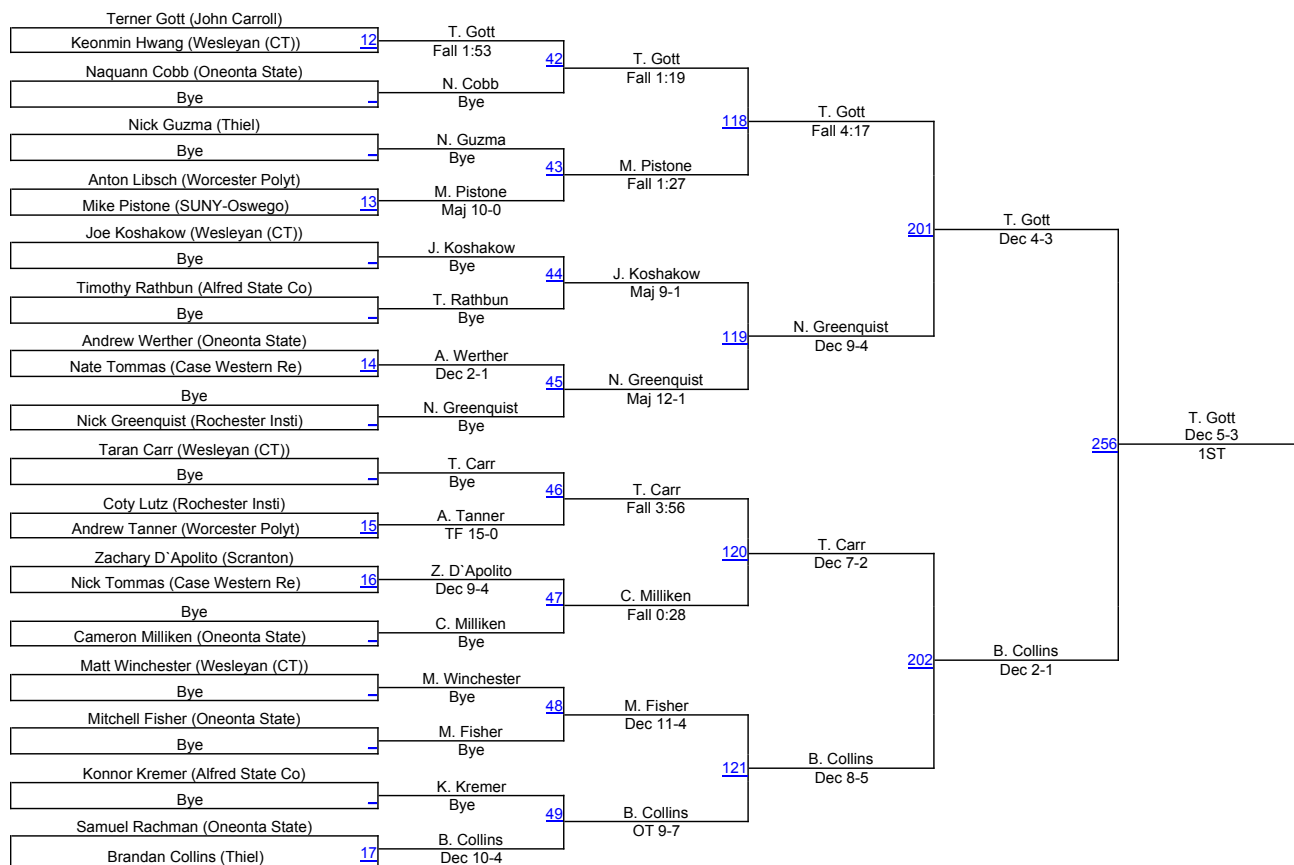 Terner Gott (John Carroll)
Keonmin Hwang (Wesleyan (CT))
12
Naquann Cobb (Oneonta State)
Bye
Nick Guzma (Thiel)
Bye
Anton Libsch (Worcester Polyt)
Mike Pistone (SUNY-Oswego)
13
Joe Koshakow (Wesleyan (CT))
Bye
Timothy Rathbun (Alfred State Co)
Bye
Andrew Werther (Oneonta State)
Nate Tommas (Case Western Re)
14
Bye
Nick Greenquist (Rochester Insti)
Taran Carr (Wesleyan (CT))
Bye
Coty Lutz (Rochester Insti)
Andrew Tanner (Worcester Polyt)
15
Zachary D`Apolito (Scranton)
Nick Tommas (Case Western Re)
16
Bye
Cameron Milliken (Oneonta State)
Matt Winchester (Wesleyan (CT))
Bye
Mitchell Fisher (Oneonta State)
Bye
Konnor Kremer (Alfred State Co)
Bye
Samuel Rachman (Oneonta State)
Brandan Collins (Thiel)
17
T. Gott
Fall 1:53
42
N. Cobb
Bye
N. Guzma
Bye
43
M. Pistone
Maj 10-0
J. Koshakow
Bye
44
T. Rathbun
Bye
A. Werther
Dec 2-1
45
N. Greenquist
Bye
T. Carr
Bye
46
A. Tanner
TF 15-0
Z. D`Apolito
Dec 9-4
47
C. Milliken
Bye
M. Winchester
Bye
48
M. Fisher
Bye
K. Kremer
Bye
49
B. Collins
Dec 10-4
T. Gott
Fall 1:19
118
M. Pistone
Fall 1:27
J. Koshakow
Maj 9-1
119
N. Greenquist
Maj 12-1
T. Carr
Fall 3:56
120
C. Milliken
Fall 0:28
M. Fisher
Dec 11-4
121
B. Collins
OT 9-7
T. Gott
Fall 4:17
201
N. Greenquist
Dec 9-4
T. Carr
Dec 7-2
202
B. Collins
Dec 8-5
T. Gott
Dec 4-3
256
B. Collins
Dec 2-1
T. Gott
Dec 5-3
1ST